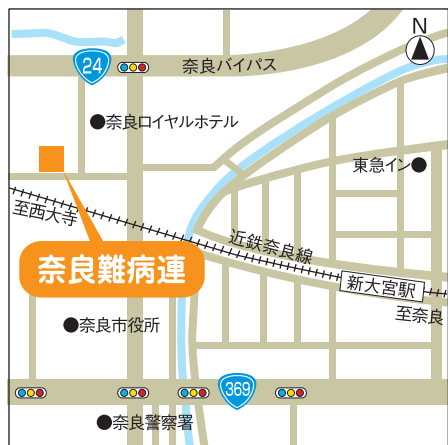 N
24
奈良バイパス
奈良ロイヤルホテル
東急イン
至西大寺
近鉄奈良線
奈良難病連
新大宮駅
至奈良
奈良市役所
369
奈良警察署